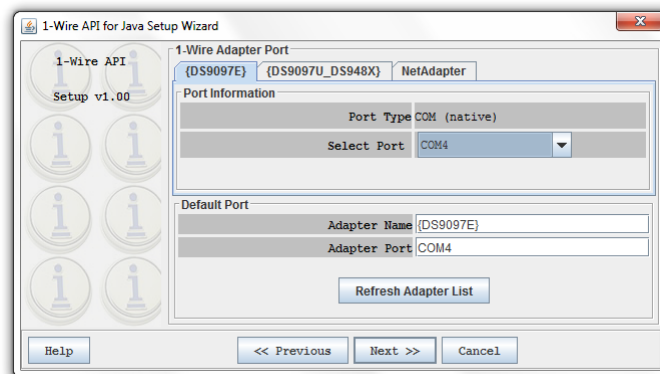 1-Wire API for Java Setup Wizard
1-Wire API
Setup v1.00
1-Wire Adapter Port
{DS9097E} {DS9097U_DS948X} NetAdapter
Port Information
Port Type COM (native)
Select Port COM4
Default Port
Adapter Name {DS9097E}
Adapter Port COM4
Refresh Adapter List
Help << Previous Next >> Cancel